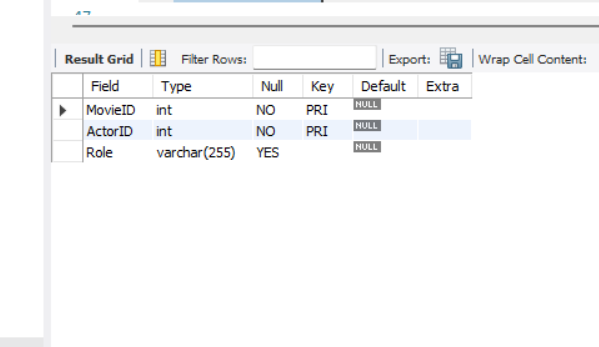 Result Grid Filter Rows: Export: Wrap Cell Content:
Field Type Null Key Default Extra
MovieID int NO PRI NULL
ActorID int NO PRI NULL
Role varchar(255) YES NULL